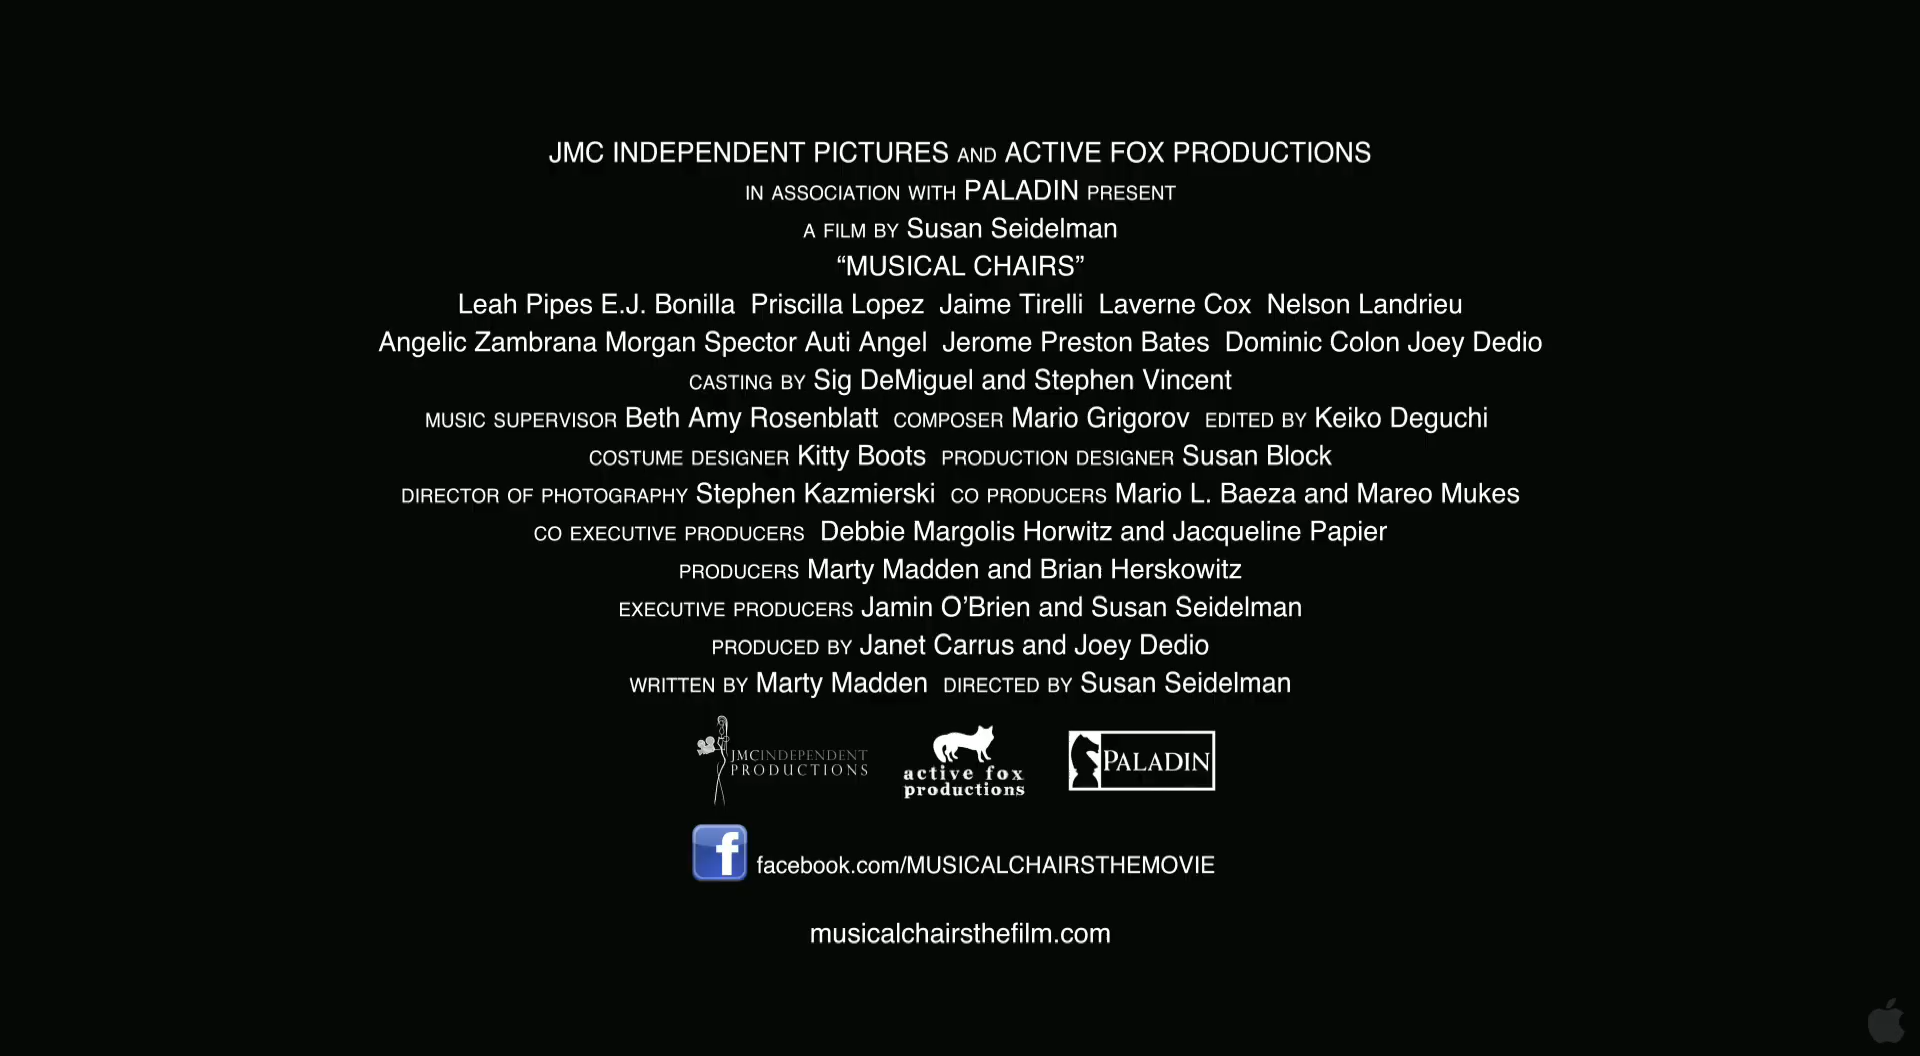 JMC INDEPENDENT PICTURES AND ACTIVE FOX PRODUCTIONS
IN ASSOCIATION WITH PALADIN PRESENT
A FILM BY Susan Seidelman
“MUSICAL CHAIRS”
Leah Pipes E.J. Bonilla Priscilla Lopez Jaime Tirelli Laverne Cox Nelson Landrieu
Angelic Zambrana Morgan Spector Auti Angel Jerome Preston Bates Dominic Colon Joey Dedio
CASTING BY Sig DeMiguel and Stephen Vincent
MUSIC SUPERVISOR Beth Amy Rosenblatt COMPOSER Mario Grigorov EDITED BY Keiko Deguchi
COSTUME DESIGNER Kitty Boots PRODUCTION DESIGNER Susan Block
DIRECTOR OF PHOTOGRAPHY Stephen Kazmierski CO PRODUCERS Mario L. Baeza and Mareo Mukes
CO EXECUTIVE PRODUCERS Debbie Margolis Horwitz and Jacqueline Papier
PRODUCERS Marty Madden and Brian Herskowitz
EXECUTIVE PRODUCERS Jamin O’Brien and Susan Seidelman
PRODUCED BY Janet Carrus and Joey Dedio
WRITTEN BY Marty Madden DIRECTED BY Susan Seidelman
JMCINDEPENDENT
PRODUCTIONS
active fox
productions
PALADIN
f
facebook.com/MUSICALCHAIRSTHEMOVIE
musicalchairsthefilm.com